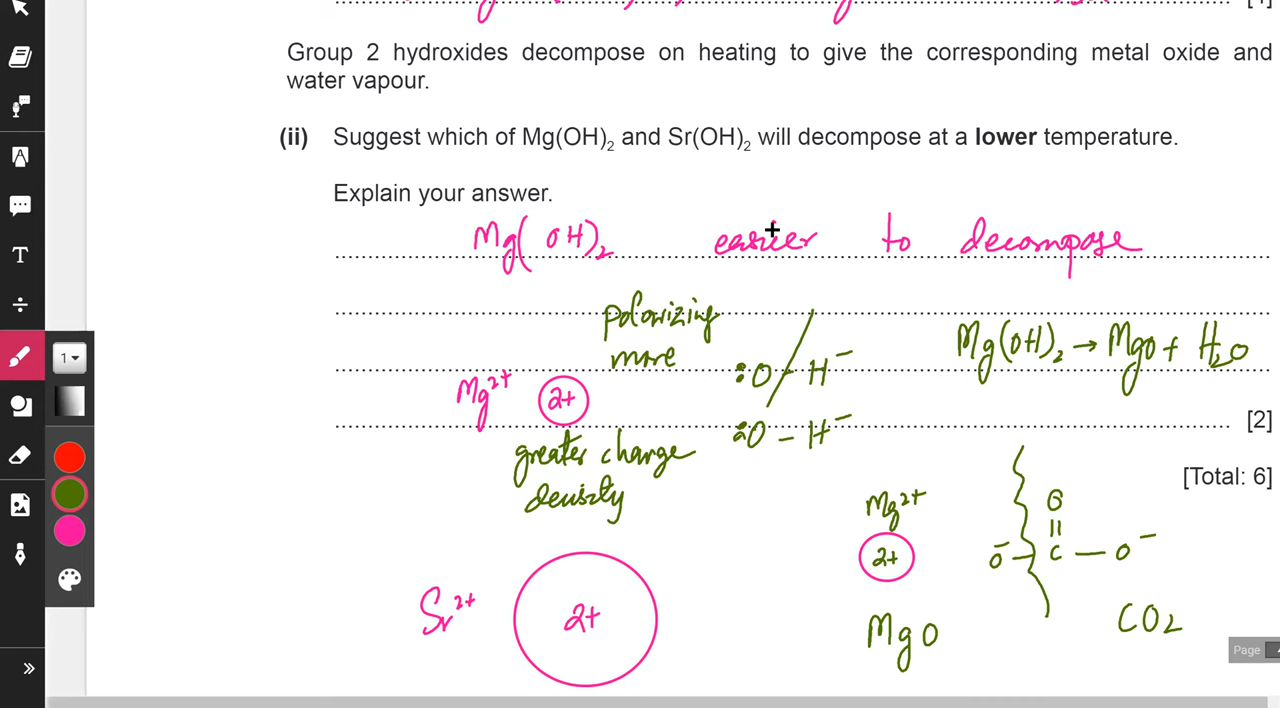 [1]
Group 2 hydroxides decompose on heating to give the corresponding metal oxide and
water vapour.
(ii) Suggest which of Mg(OH)₂ and Sr(OH)₂ will decompose at a lower temperature.
Explain your answer.
Mg(OH)₂ easier to decompose
polarizing
more
:O-H⁻
Mg(OH)₂ → MgO + H₂O
Mg²⁺ 2+
:O-H⁻
[2]
greater charge
density
[Total: 6]
Mg²⁺
2+
O
||
⁻O-C-O⁻
Sr²⁺ 2+
MgO
CO₂
T
1
Page